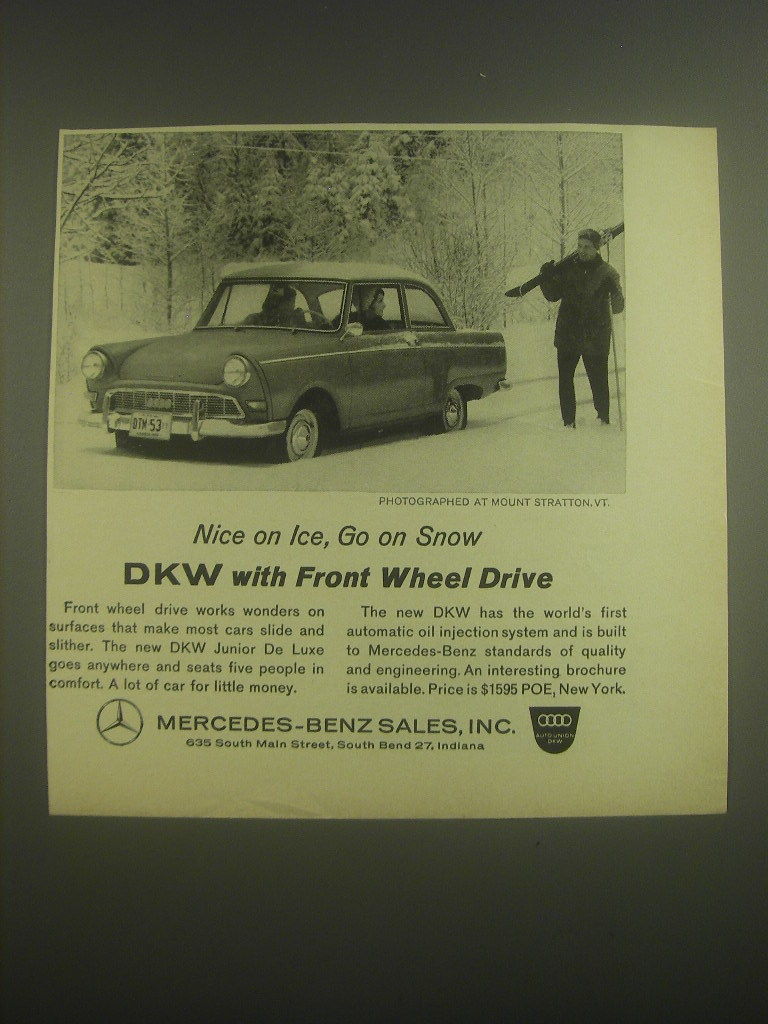 DTM 53
PHOTOGRAPHED AT MOUNT STRATTON, VT.
Nice on Ice, Go on Snow
DKW with Front Wheel Drive
Front wheel drive works wonders on
surfaces that make most cars slide and
slither. The new DKW Junior De Luxe
goes anywhere and seats five people in
comfort. A lot of car for little money.
The new DKW has the world's first
automatic oil injection system and is built
to Mercedes-Benz standards of quality
and engineering. An interesting brochure
is available. Price is $1595 POE, New York.
MERCEDES-BENZ SALES, INC.
635 South Main Street, South Bend 27, Indiana
AUTO UNION
DKW